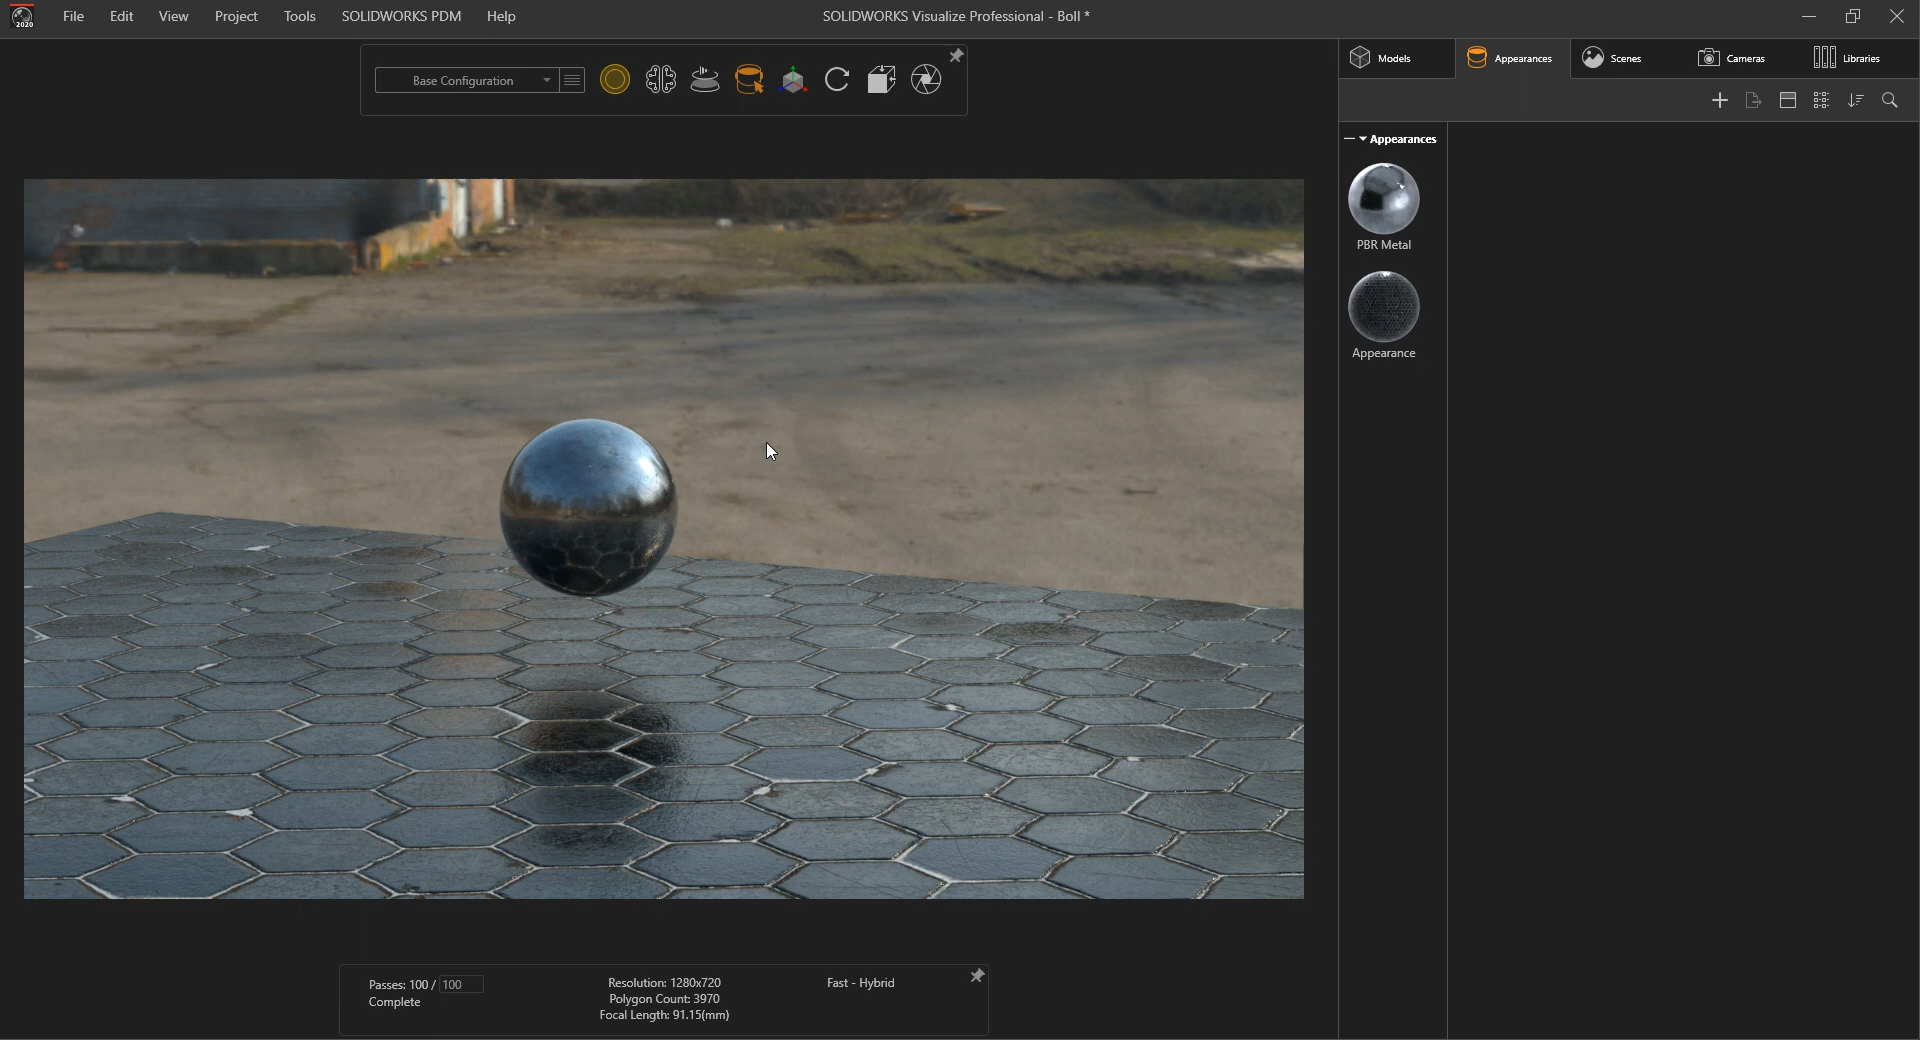 2020
File Edit View Project Tools SOLIDWORKS PDM Help
SOLIDWORKS Visualize Professional - Boll *
Base Configuration
Models
Appearances
Scenes
Cameras
Libraries
Appearances
PBR Metal
Appearance
Passes: 100 / 100
Complete
Resolution: 1280x720
Polygon Count: 3970
Focal Length: 91.15(mm)
Fast - Hybrid